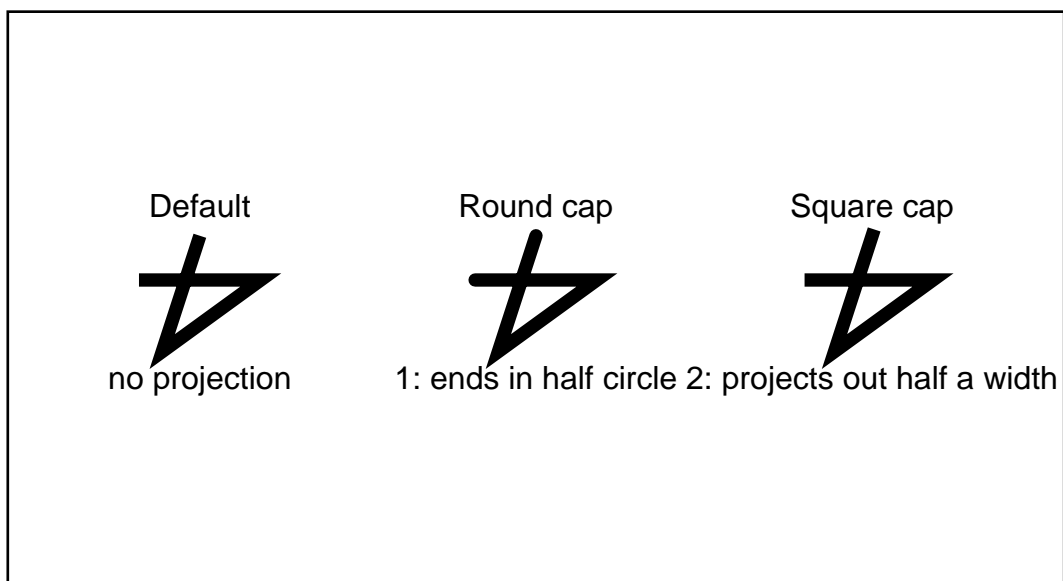 Default Round cap Square cap
no projection 1: ends in half circle 2: projects out half a width